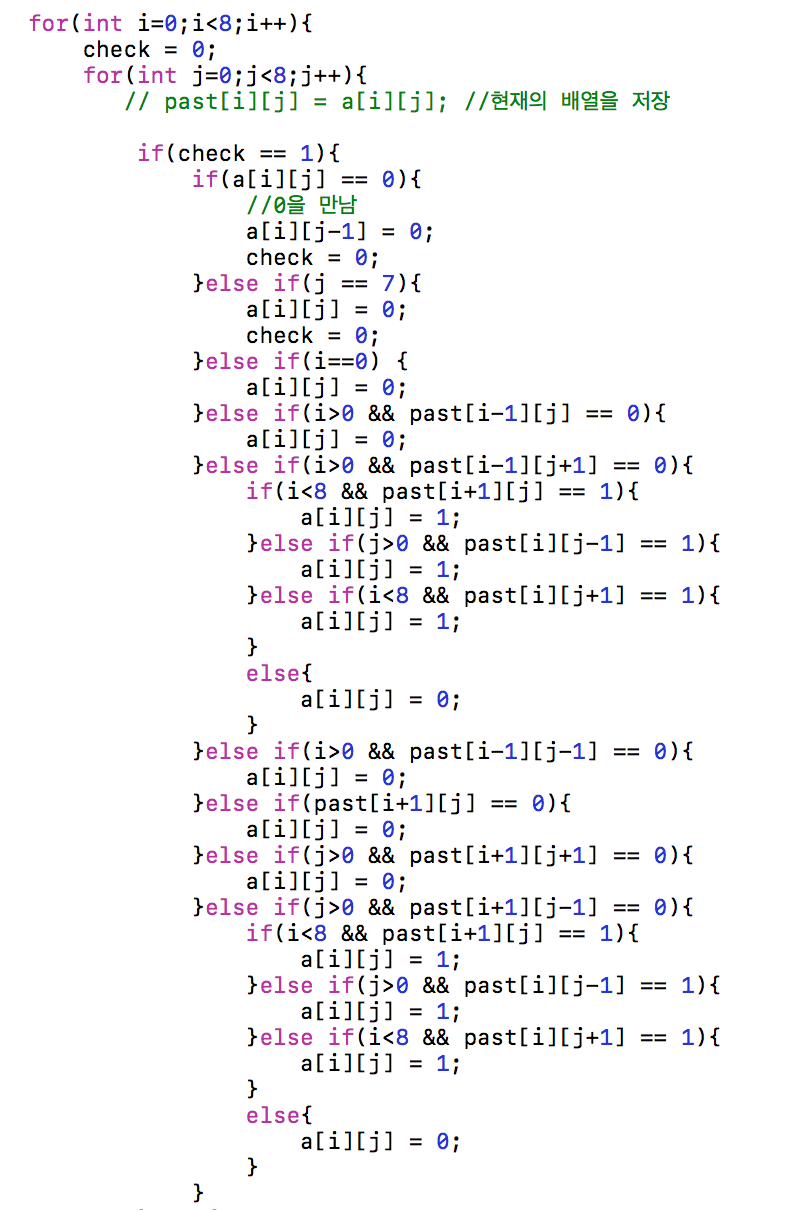 for(int i=0;i<8;i++){
    check = 0;
    for(int j=0;j<8;j++){
       // past[i][j] = a[i][j]; //현재의 배열을 저장

        if(check == 1){
            if(a[i][j] == 0){
                //0을 만남
                a[i][j-1] = 0;
                check = 0;
            }else if(j == 7){
                a[i][j] = 0;
                check = 0;
            }else if(i==0) {
                a[i][j] = 0;
            }else if(i>0 && past[i-1][j] == 0){
                a[i][j] = 0;
            }else if(i>0 && past[i-1][j+1] == 0){
                if(i<8 && past[i+1][j] == 1){
                    a[i][j] = 1;
                }else if(j>0 && past[i][j-1] == 1){
                    a[i][j] = 1;
                }else if(i<8 && past[i][j+1] == 1){
                    a[i][j] = 1;
                }
                else{
                    a[i][j] = 0;
                }
            }else if(i>0 && past[i-1][j-1] == 0){
                a[i][j] = 0;
            }else if(past[i+1][j] == 0){
                a[i][j] = 0;
            }else if(j>0 && past[i+1][j+1] == 0){
                a[i][j] = 0;
            }else if(j>0 && past[i+1][j-1] == 0){
                if(i<8 && past[i+1][j] == 1){
                    a[i][j] = 1;
                }else if(j>0 && past[i][j-1] == 1){
                    a[i][j] = 1;
                }else if(i<8 && past[i][j+1] == 1){
                    a[i][j] = 1;
                }
                else{
                    a[i][j] = 0;
                }
            }